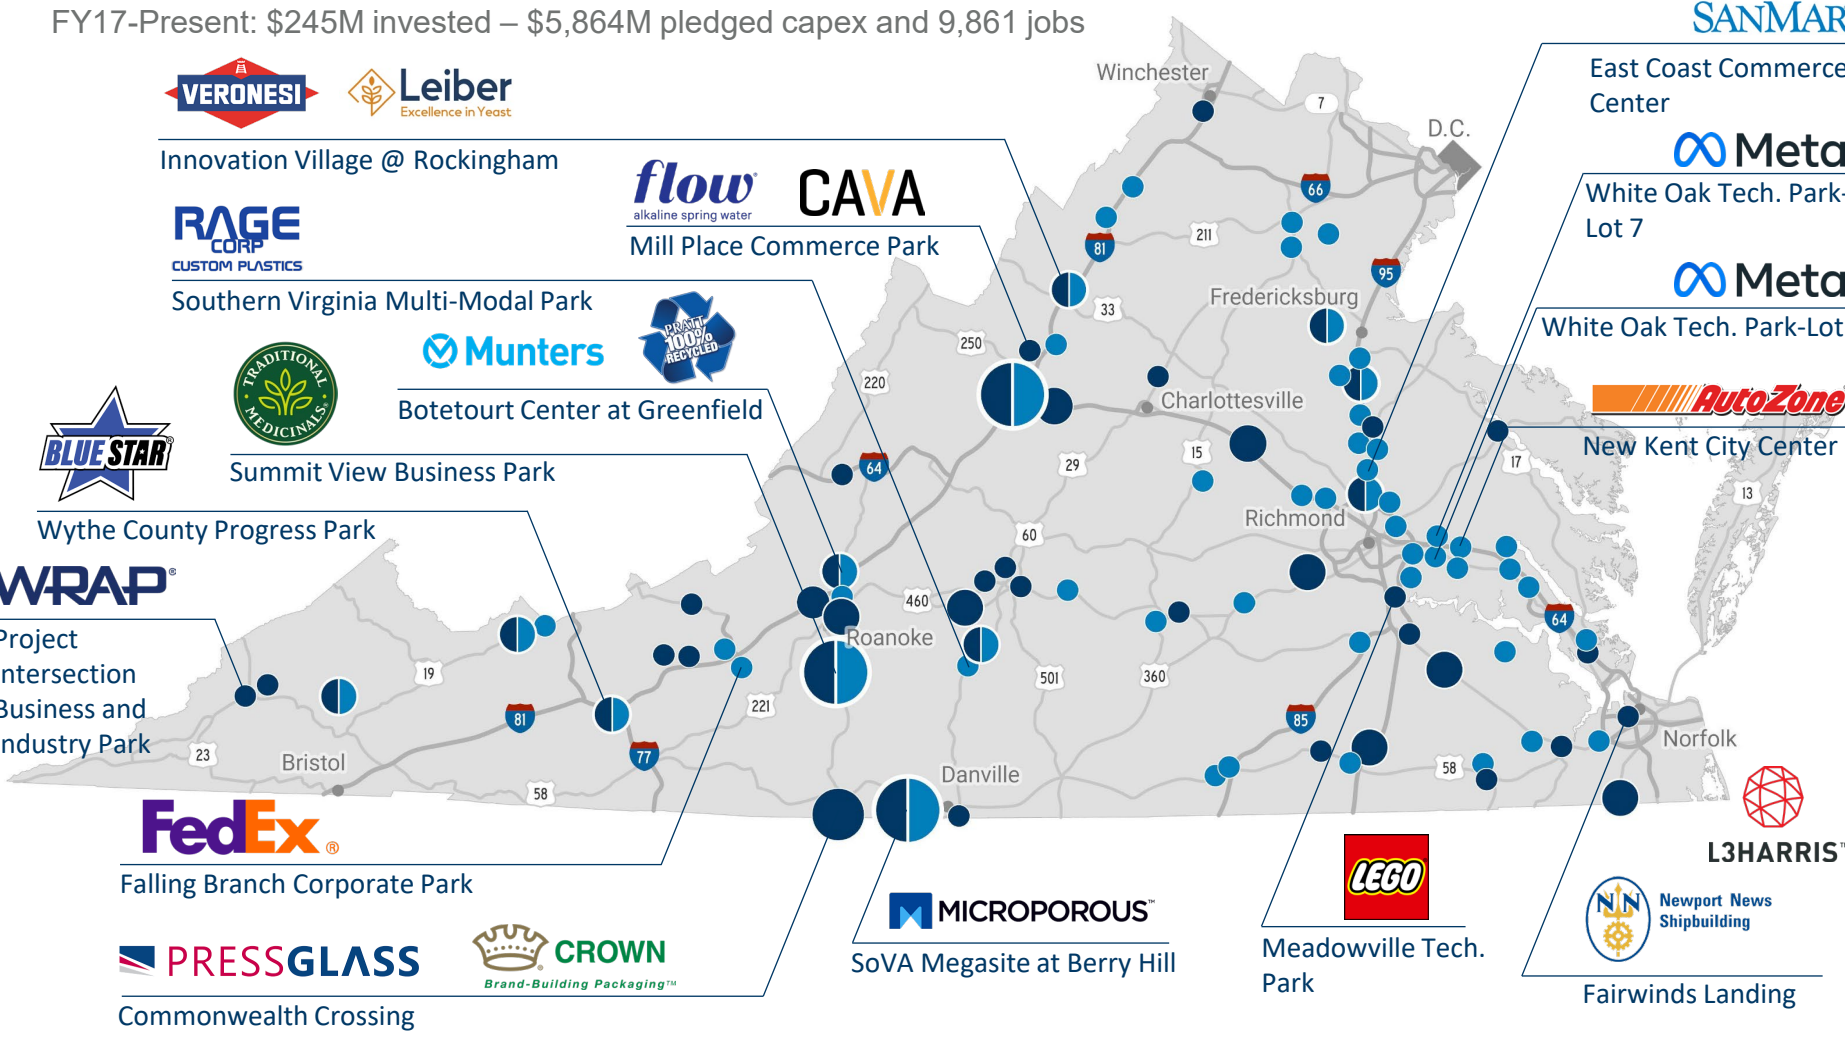 FY17-Present: $245M invested – $5,864M pledged capex and 9,861 jobs
SANMAR
East Coast Commerce
Center
VERONESI
Leiber
Excellence in Yeast
Innovation Village @ Rockingham
flow
alkaline spring water
CAVA
Mill Place Commerce Park
Meta
White Oak Tech. Park-
Lot 7
RAGE
CORP
CUSTOM PLASTICS
Southern Virginia Multi-Modal Park
Meta
White Oak Tech. Park-Lot
Munters
PRATT
100%
RECYCLED
Botetourt Center at Greenfield
TRADITIONAL
MEDICINALS®
Summit View Business Park
AutoZone
New Kent City Center
BLUE STAR®
Wythe County Progress Park
WRAP®
Project
Intersection
Business and
Industry Park
Winchester
7
D.C.
66
81
211
95
33
Fredericksburg
250
220
Charlottesville
64
29
15
17
13
Richmond
60
460
Roanoke
64
19
501
360
221
81
85
23
77
Bristol
58
Danville
58
Norfolk
FedEx®
Falling Branch Corporate Park
PRESSGLASS
CROWN
Brand-Building Packaging™
Commonwealth Crossing
MICROPOROUS™
SoVA Megasite at Berry Hill
LEGO
Meadowville Tech.
Park
L3HARRIS™
NN
Newport News
Shipbuilding
Fairwinds Landing